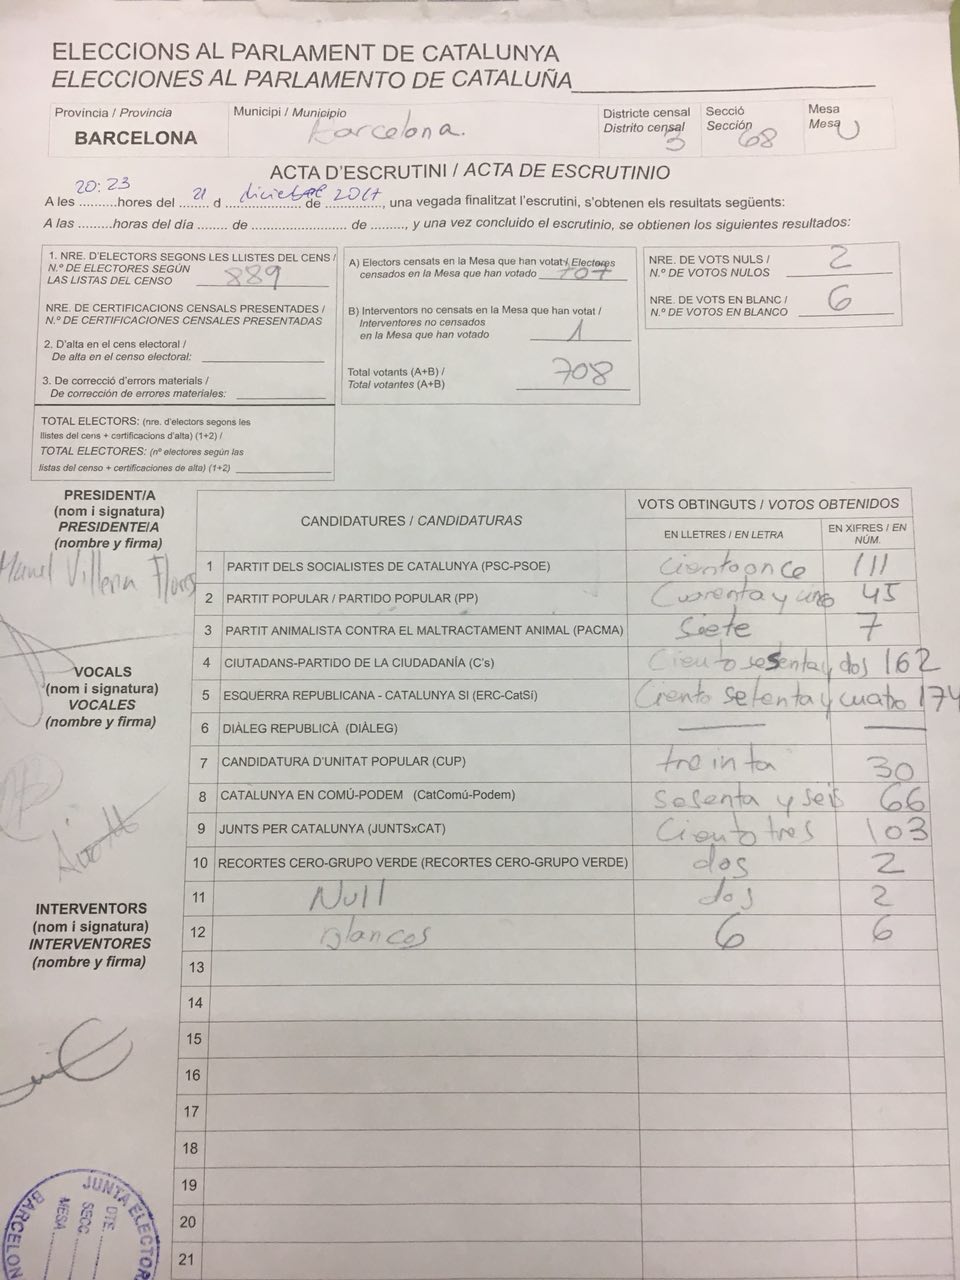 ELECCIONS AL PARLAMENT DE CATALUNYA
ELECCIONES AL PARLAMENTO DE CATALUÑA
Provincia / Provincia
BARCELONA
Municipi / Municipio
Barcelona.
Districte censal
Distrito censal
3
Secció
Sección
68
Mesa
Mesa
U
ACTA D'ESCRUTINI / ACTA DE ESCRUTINIO
20:23 21 diciembre 2017
A les .........hores del ........ d ...................... de ........., una vegada finalitzat l'escrutini, s'obtenen els resultats següents:
A las .........horas del día ........ de ........................ de ........., y una vez concluido el escrutinio, se obtienen los siguientes resultados:
1. NRE. D'ELECTORS SEGONS LES LLISTES DEL CENS /
N.º DE ELECTORES SEGÚN
LAS LISTAS DEL CENSO 889
NRE. DE CERTIFICACIONS CENSALS PRESENTADES /
N.º DE CERTIFICACIONES CENSALES PRESENTADAS
2. D'alta en el cens electoral /
De alta en el censo electoral:
3. De correcció d'errors materials /
De corrección de errores materiales:
TOTAL ELECTORS: (nre. d'electors segons les
llistes del cens + certificacions d'alta) (1+2) /
TOTAL ELECTORES: (nº electores según las
listas del censo + certificaciones de alta) (1+2)
A) Electors censats en la Mesa que han votat / Electores
censados en la Mesa que han votado 707
B) Interventors no censats en la Mesa que han votat /
Interventores no censados
en la Mesa que han votado 1
Total votants (A+B) /
Total votantes (A+B) 708
NRE. DE VOTS NULS /
N.º DE VOTOS NULOS 2
NRE. DE VOTS EN BLANC /
N.º DE VOTOS EN BLANCO 6
PRESIDENT/A
(nom i signatura)
PRESIDENTE/A
(nombre y firma)
Manel Villena Flores
VOCALS
(nom i signatura)
VOCALES
(nombre y firma)
INTERVENTORS
(nom i signatura)
INTERVENTORES
(nombre y firma)
CANDIDATURES / CANDIDATURAS
VOTS OBTINGUTS / VOTOS OBTENIDOS
EN LLETRES / EN LETRA
EN XIFRES / EN
NÚM.
1 PARTIT DELS SOCIALISTES DE CATALUNYA (PSC-PSOE) Ciento once 111
2 PARTIT POPULAR / PARTIDO POPULAR (PP) Cuarenta y 45
3 PARTIT ANIMALISTA CONTRA EL MALTRACTAMENT ANIMAL (PACMA) Siete 7
4 CIUTADANS-PARTIDO DE LA CIUDADANÍA (C's) Ciento sesenta y dos 162
5 ESQUERRA REPUBLICANA - CATALUNYA SI (ERC-CatSí) Ciento setenta y cuatro 174
6 DIÀLEG REPUBLICÀ (DIÀLEG)
7 CANDIDATURA D'UNITAT POPULAR (CUP) treinta 30
8 CATALUNYA EN COMÚ-PODEM (CatComú-Podem) Sesenta y seis 66
9 JUNTS PER CATALUNYA (JUNTSxCAT) Ciento tres 103
10 RECORTES CERO-GRUPO VERDE (RECORTES CERO-GRUPO VERDE) dos 2
11 Null dos 2
12 Blancos 6 6
13
14
15
16
17
18
19
20
21
JUNTA ELECTOR
DTE.
SECC.
MESA
BARCELON